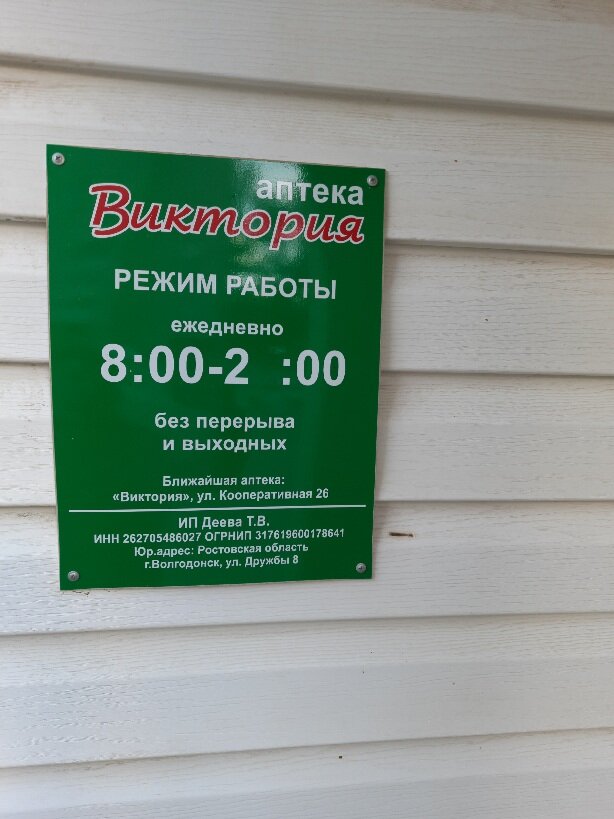 аптека
Виктория
РЕЖИМ РАБОТЫ
ежедневно
8:00-2 :00
без перерыва
и выходных
Ближайшая аптека:
«Виктория», ул. Кооперативная 26
ИП Деева Т.В.
ИНН 262705486027 ОГРНИП 317619600178641
Юр.адрес: Ростовская область
г.Волгодонск, ул. Дружбы 8